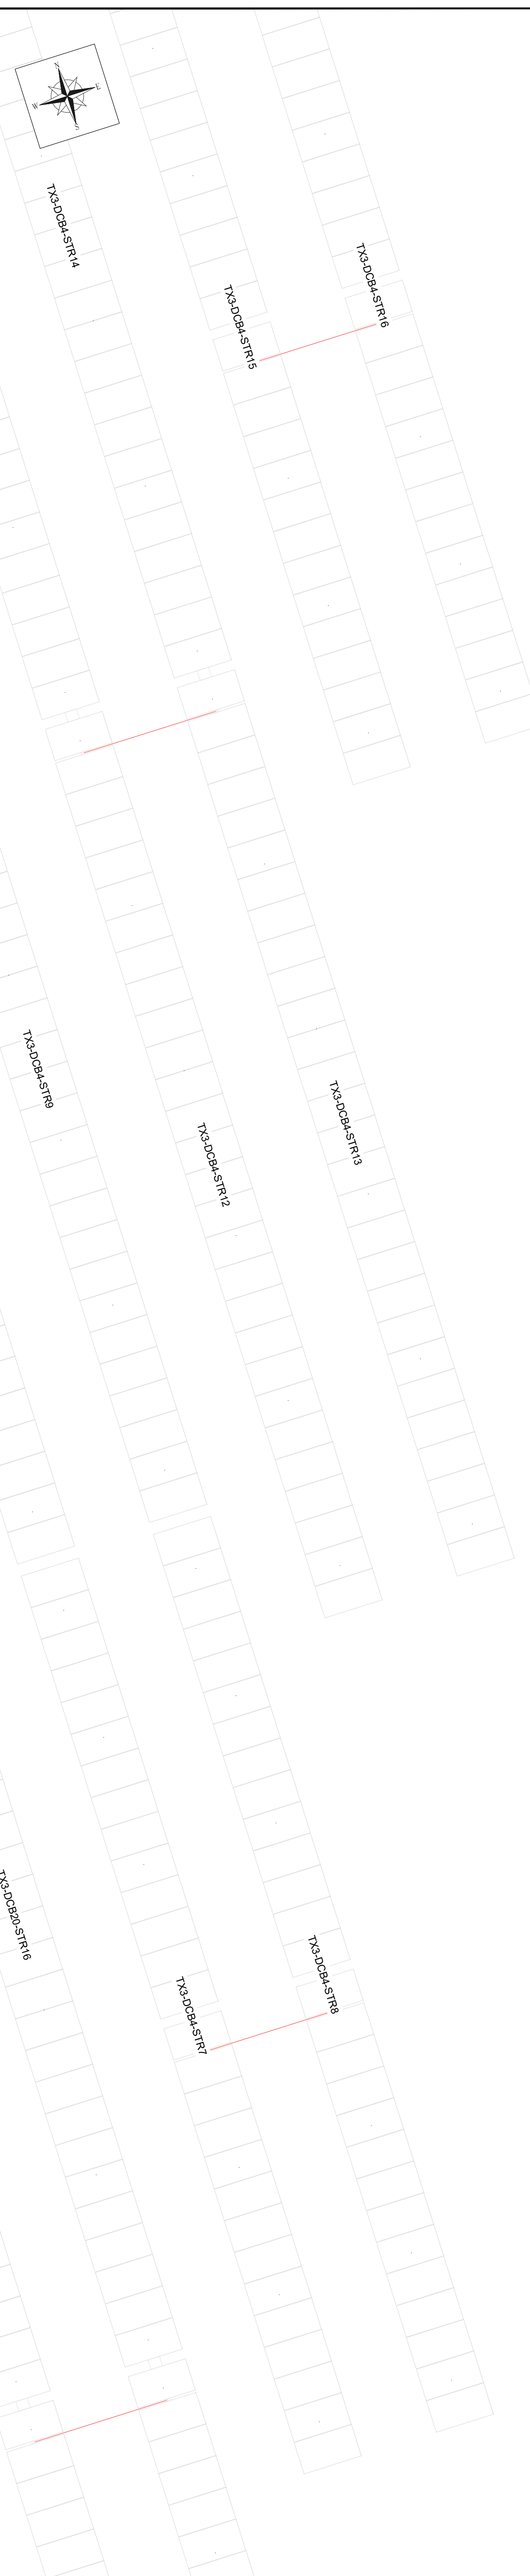 N
E
W
S
TX3-DCB4-STR14
TX3-DCB4-STR16
TX3-DCB4-STR15
TX3-DCB4-STR9
TX3-DCB4-STR13
TX3-DCB4-STR12
TX3-DCB20-STR16
TX3-DCB4-STR8
TX3-DCB4-STR7